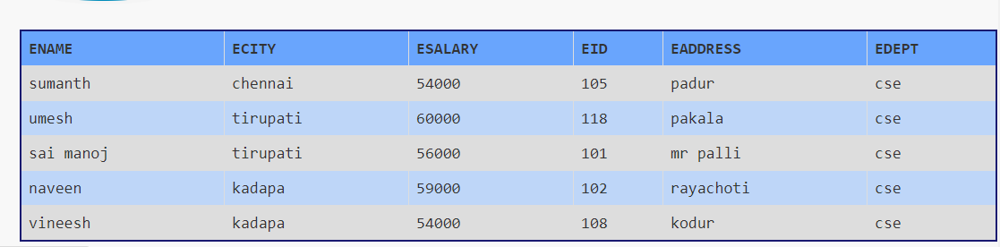 ENAME ECITY ESALARY EID EADDRESS EDEPT
sumanth chennai 54000 105 padur cse
umesh tirupati 60000 118 pakala cse
sai manoj tirupati 56000 101 mr palli cse
naveen kadapa 59000 102 rayachoti cse
vineesh kadapa 54000 108 kodur cse